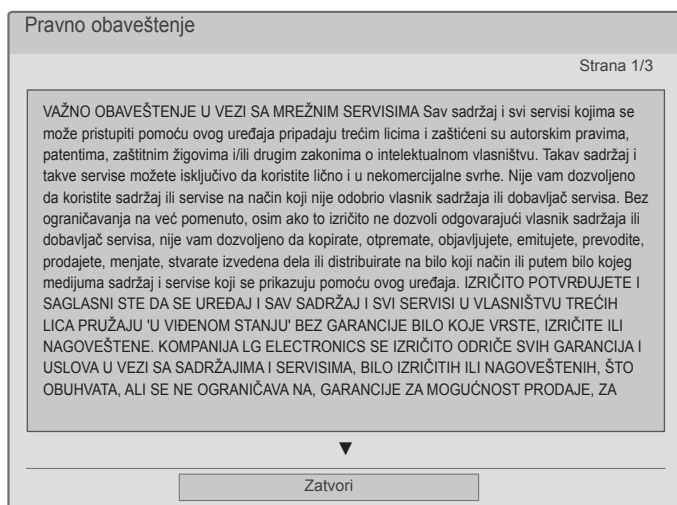 Pravno obaveštenje
Strana 1/3
VAŽNO OBAVEŠTENJE U VEZI SA MREŽNIM SERVISIMA Sav sadržaj i svi servisi kojima se
može pristupiti pomoću ovog uređaja pripadaju trećim licima i zaštićeni su autorskim pravima,
patentima, zaštitnim žigovima i/ili drugim zakonima o intelektualnom vlasništvu. Takav sadržaj i
takve servise možete isključivo da koristite lično i u nekomercijalne svrhe. Nije vam dozvoljeno
da koristite sadržaj ili servise na način koji nije odobrio vlasnik sadržaja ili dobavljač servisa. Bez
ograničavanja na već pomenuto, osim ako to izričito ne dozvoli odgovarajući vlasnik sadržaja ili
dobavljač servisa, nije vam dozvoljeno da kopirate, otpremate, objavljujete, emitujete, prevodite,
prodajete, menjate, stvarate izvedena dela ili distribuirate na bilo koji način ili putem bilo kojeg
medijuma sadržaj i servise koji se prikazuju pomoću ovog uređaja. IZRIČITO POTVRĐUJETE I
SAGLASNI STE DA SE UREĐAJ I SAV SADRŽAJ I SVI SERVISI U VLASNIŠTVU TREĆIH
LICA PRUŽAJU 'U VIĐENOM STANJU' BEZ GARANCIJE BILO KOJE VRSTE, IZRIČITE ILI
NAGOVEŠTENE. KOMPANIJA LG ELECTRONICS SE IZRIČITO ODRIČE SVIH GARANCIJA I
USLOVA U VEZI SA SADRŽAJIMA I SERVISIMA, BILO IZRIČITIH ILI NAGOVEŠTENIH, ŠTO
OBUHVATA, ALI SE NE OGRANIČAVA NA, GARANCIJE ZA MOGUĆNOST PRODAJE, ZA
Zatvori